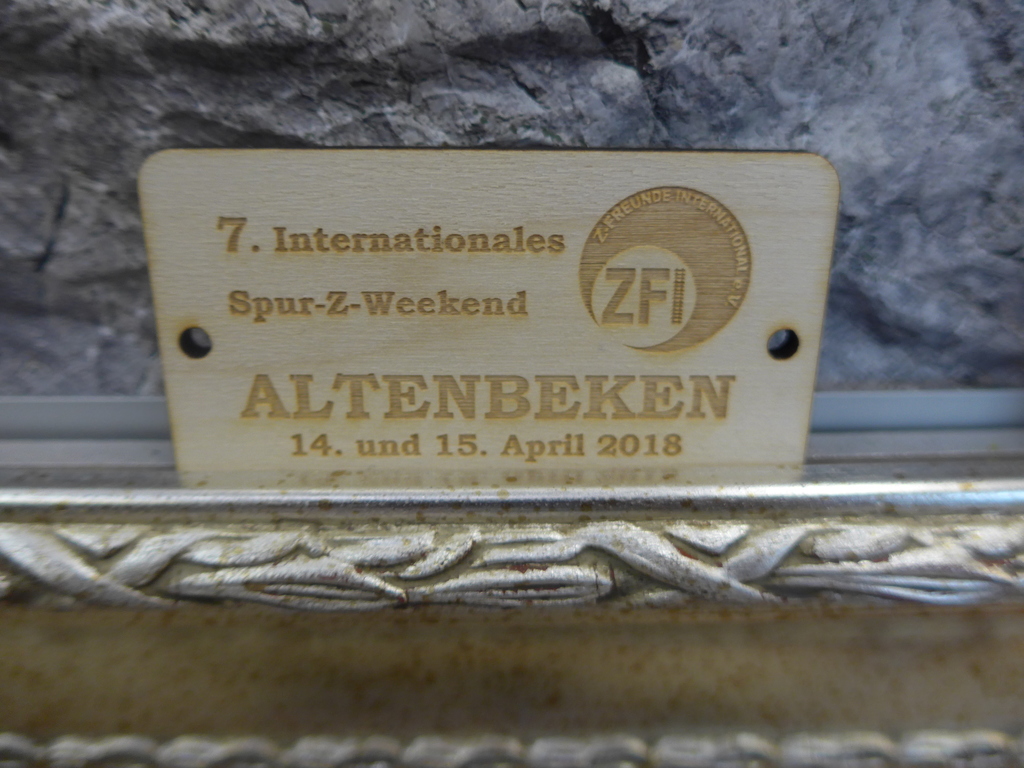 7. Internationales
Spur-Z-Weekend
Z-FREUNDE INTERNATIONAL e.V.
ZFI
ALTENBEKEN
14. und 15. April 2018